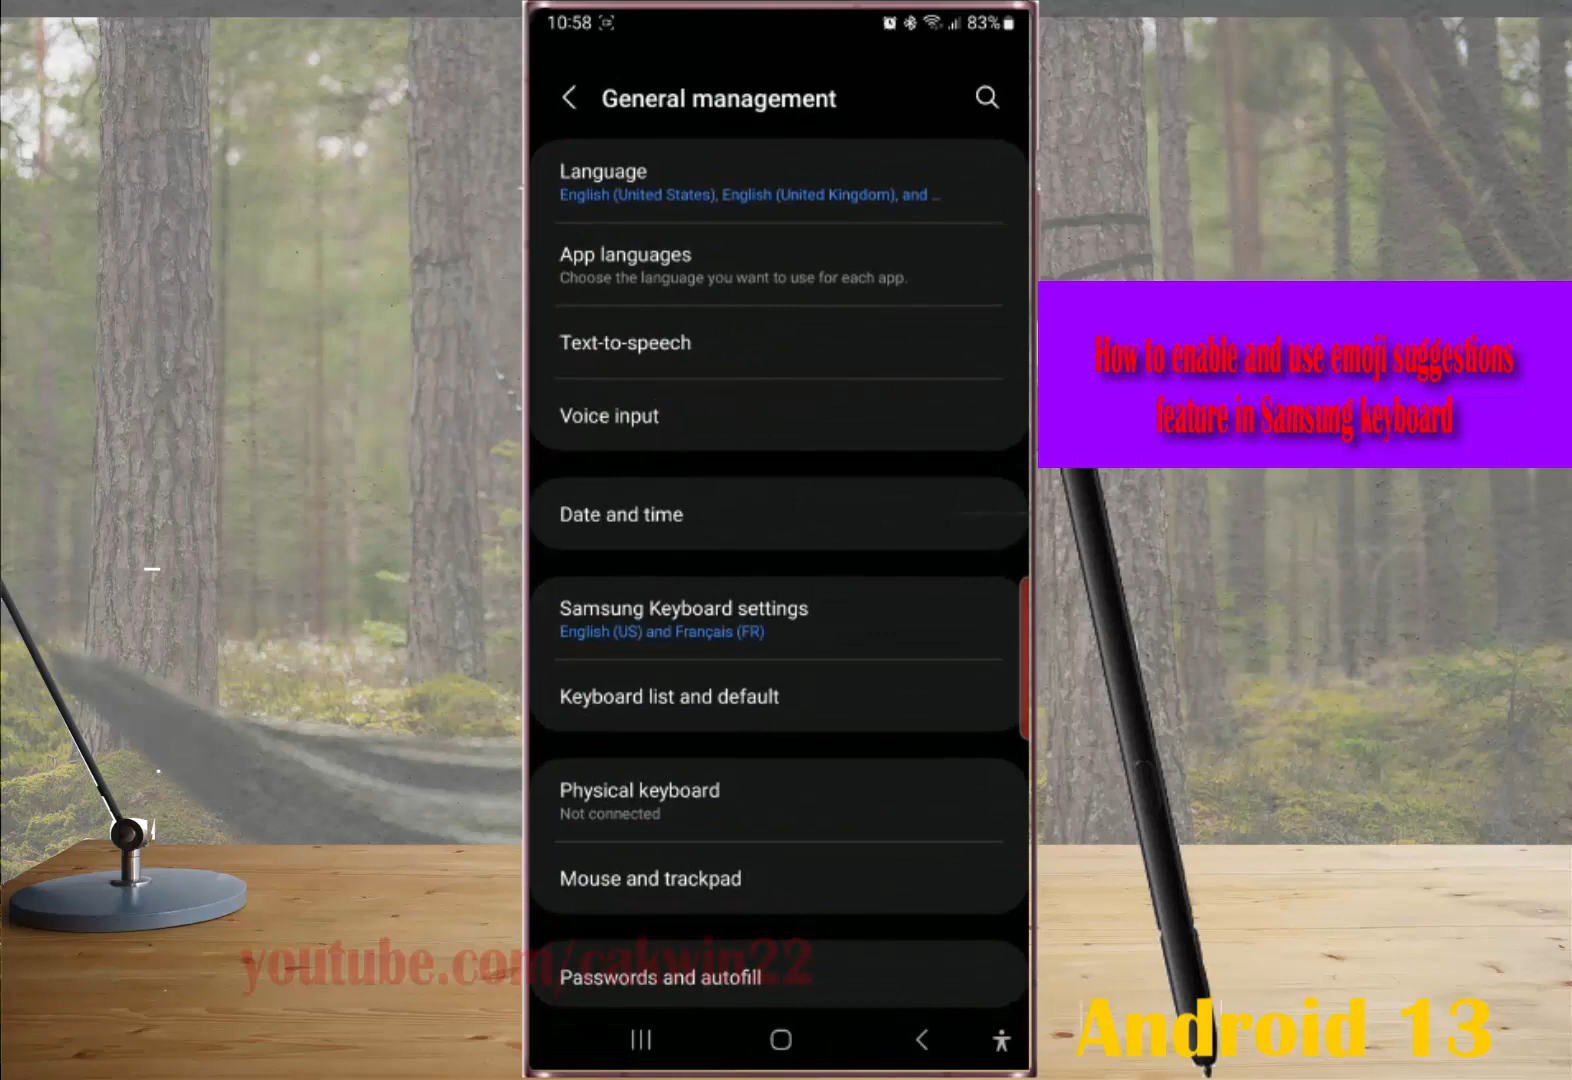 10:58
83%
General management
Language
English (United States), English (United Kingdom), and ...
App languages
Choose the language you want to use for each app.
Text-to-speech
Voice input
Date and time
Samsung Keyboard settings
English (US) and Français (FR)
Keyboard list and default
Physical keyboard
Not connected
Mouse and trackpad
Passwords and autofill
How to enable and use emoji suggestions
feature in Samsung keyboard
youtube.com/cakwin22
Android 13